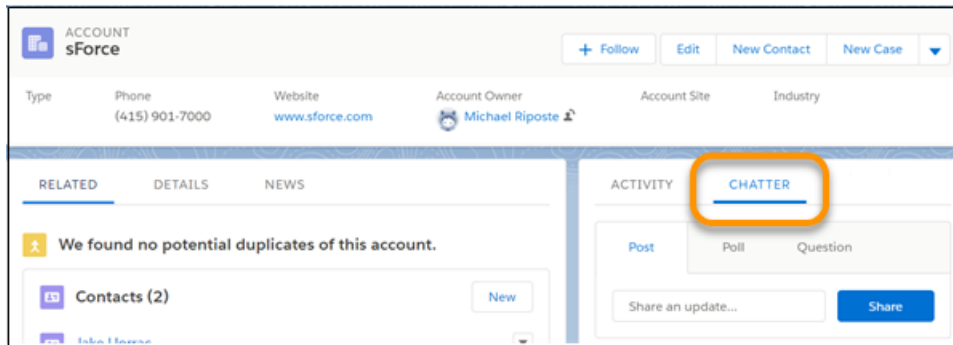 ACCOUNT
sForce
+ Follow
Edit
New Contact
New Case
Type
Phone
Website
Account Owner
Account Site
Industry
(415) 901-7000
www.sforce.com
Michael Riposte
RELATED
DETAILS
NEWS
ACTIVITY
CHATTER
We found no potential duplicates of this account.
Post
Poll
Question
Contacts (2)
New
Share an update...
Share